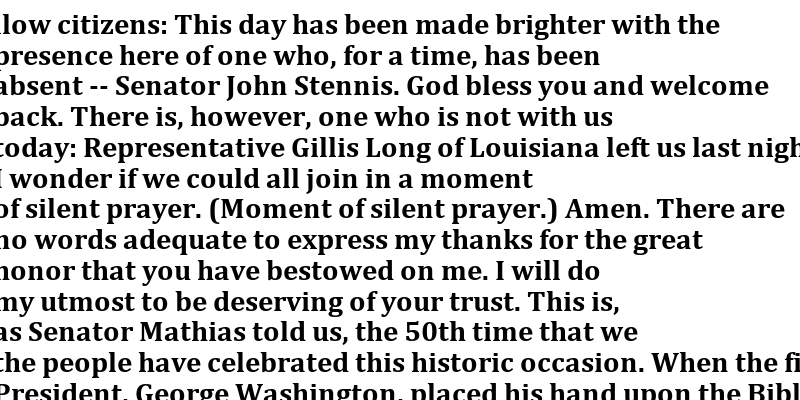 low citizens: This day has been made brighter with the
presence here of one who, for a time, has been
absent -- Senator John Stennis. God bless you and welcome
back. There is, however, one who is not with us
today: Representative Gillis Long of Louisiana left us last nigh
I wonder if we could all join in a moment
of silent prayer. (Moment of silent prayer.) Amen. There are
no words adequate to express my thanks for the great
honor that you have bestowed on me. I will do
my utmost to be deserving of your trust. This is,
as Senator Mathias told us, the 50th time that we
the people have celebrated this historic occasion. When the fi
President, George Washington, placed his hand upon the Bibl